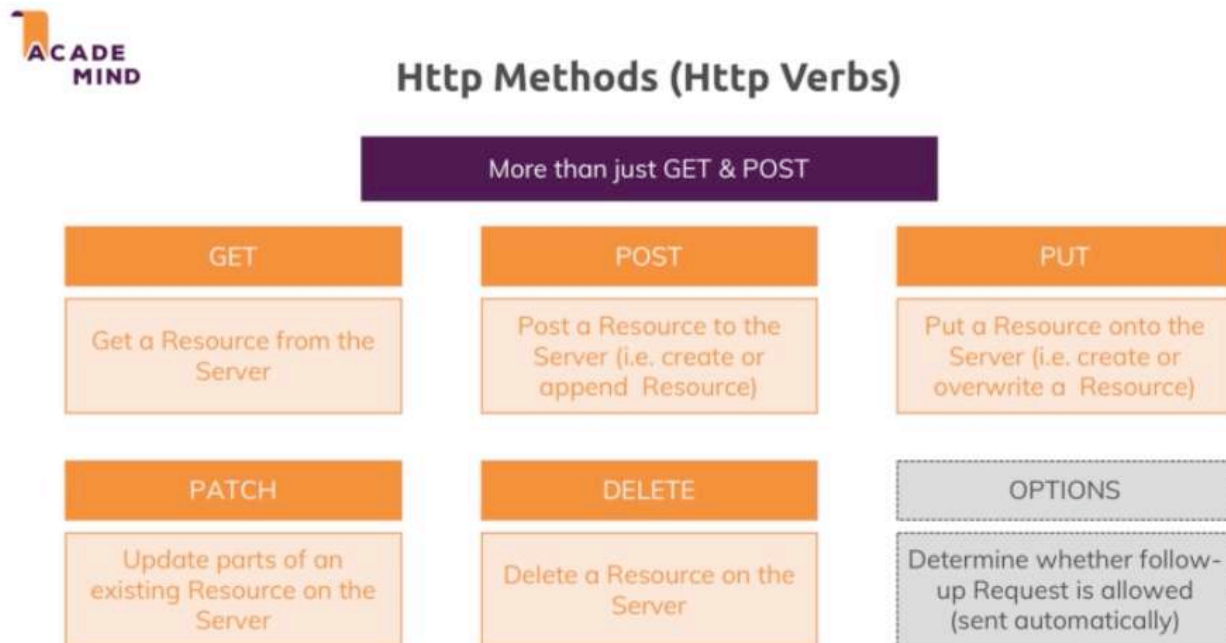 ACADE
MIND
Http Methods (Http Verbs)
More than just GET & POST
GET
POST
PUT
Get a Resource from the
Server
Post a Resource to the
Server (i.e. create or
append Resource)
Put a Resource onto the
Server (i.e. create or
overwrite a Resource)
PATCH
DELETE
OPTIONS
Update parts of an
existing Resource on the
Server
Delete a Resource on the
Server
Determine whether follow-
up Request is allowed
(sent automatically)